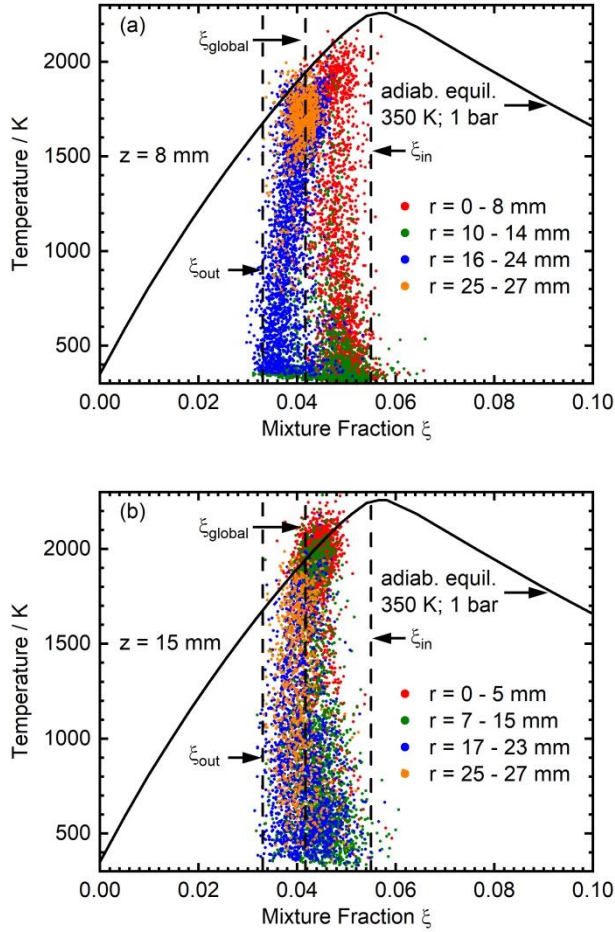 (a)
ξglobal
adiab. equil.
350 K; 1 bar
z = 8 mm
ξin
ξout
r = 0 - 8 mm
r = 10 - 14 mm
r = 16 - 24 mm
r = 25 - 27 mm
Temperature / K
2000
1500
1000
500
0.00 0.02 0.04 0.06 0.08 0.10
Mixture Fraction ξ
(b)
ξglobal
adiab. equil.
350 K; 1 bar
z = 15 mm
ξin
ξout
r = 0 - 5 mm
r = 7 - 15 mm
r = 17 - 23 mm
r = 25 - 27 mm
Temperature / K
2000
1500
1000
500
0.00 0.02 0.04 0.06 0.08 0.10
Mixture Fraction ξ